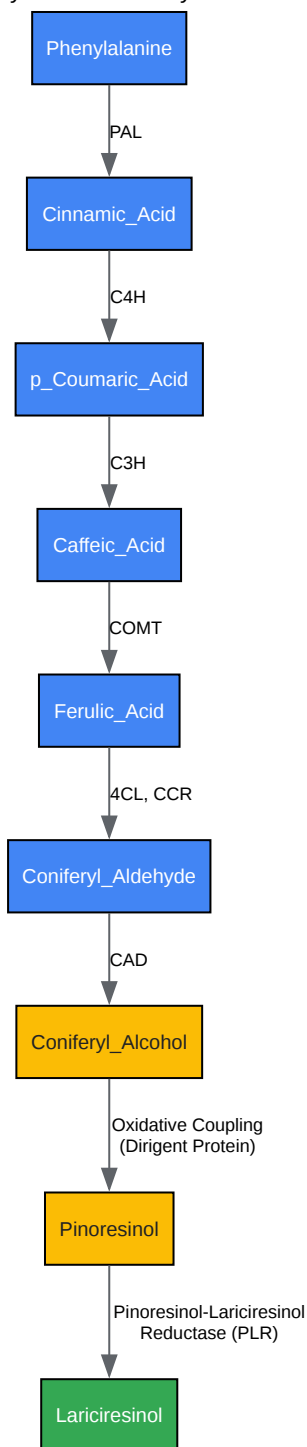 Phenylalanine
PAL
Cinnamic_Acid
C4H
p_Coumaric_Acid
C3H
Caffeic_Acid
COMT
Ferulic_Acid
4CL, CCR
Coniferyl_Aldehyde
CAD
Coniferyl_Alcohol
Oxidative Coupling
(Dirigent Protein)
Pinoresinol
Pinoresinol-Lariciresinol
Reductase (PLR)
Lariciresinol